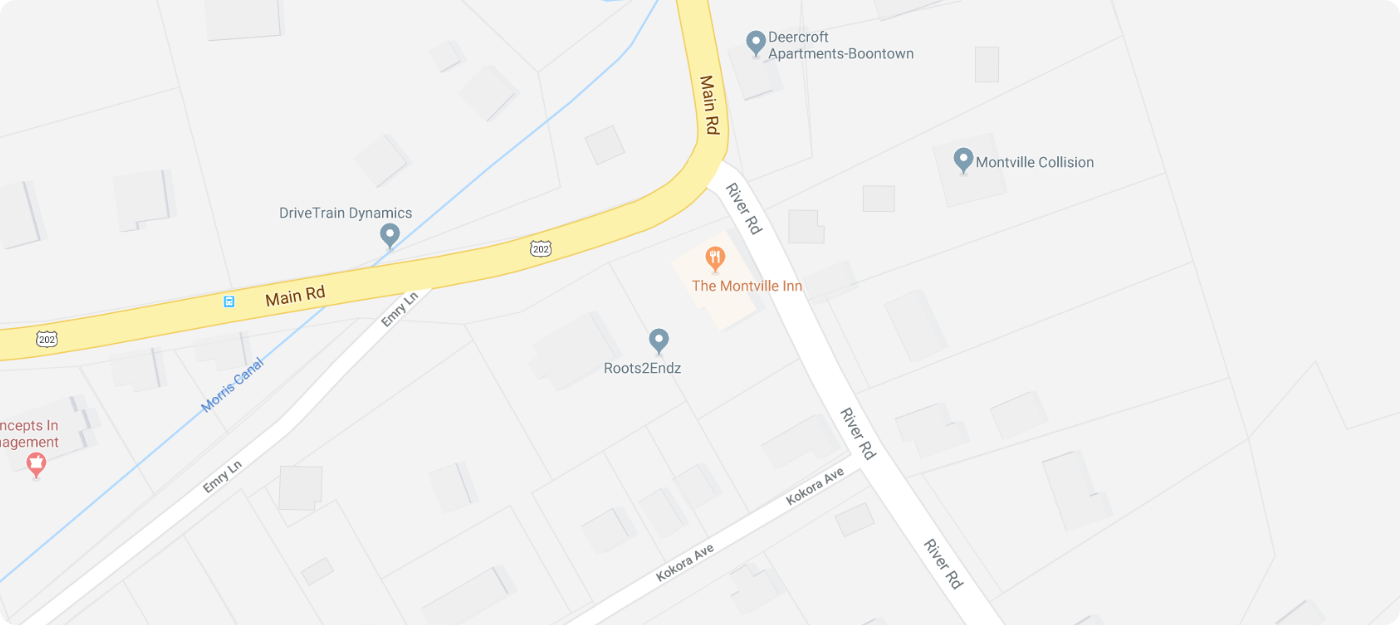 Deercroft
Apartments-Boontown
Main Rd
Montville Collision
River Rd
DriveTrain Dynamics
202
The Montville Inn
Main Rd
Emry Ln
202
Roots2Endz
Morris Canal
ncepts In
nagement
River Rd
Emry Ln
Kokora Ave
Kokora Ave
River Rd